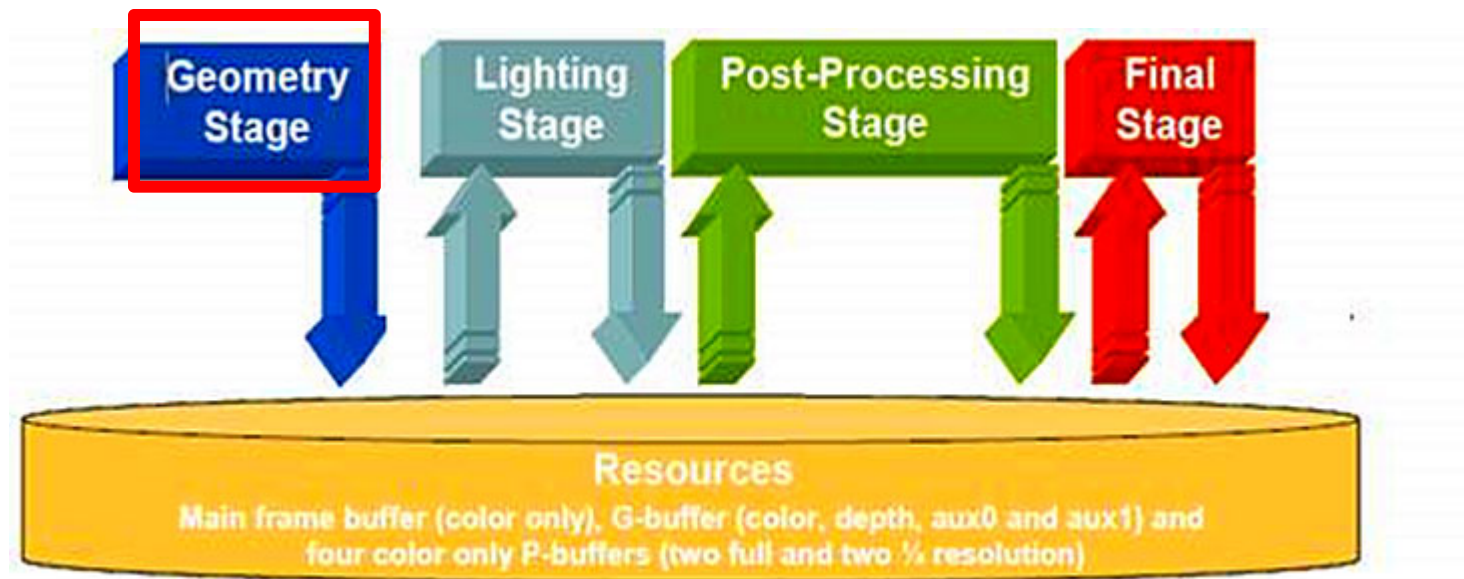 Geometry
Stage
Lighting
Stage
Post-Processing
Stage
Final
Stage
Resources
Main frame buffer (color only), G-buffer (color, depth, aux0 and aux1) and
four color only P-buffers (two full and two ¼ resolution)